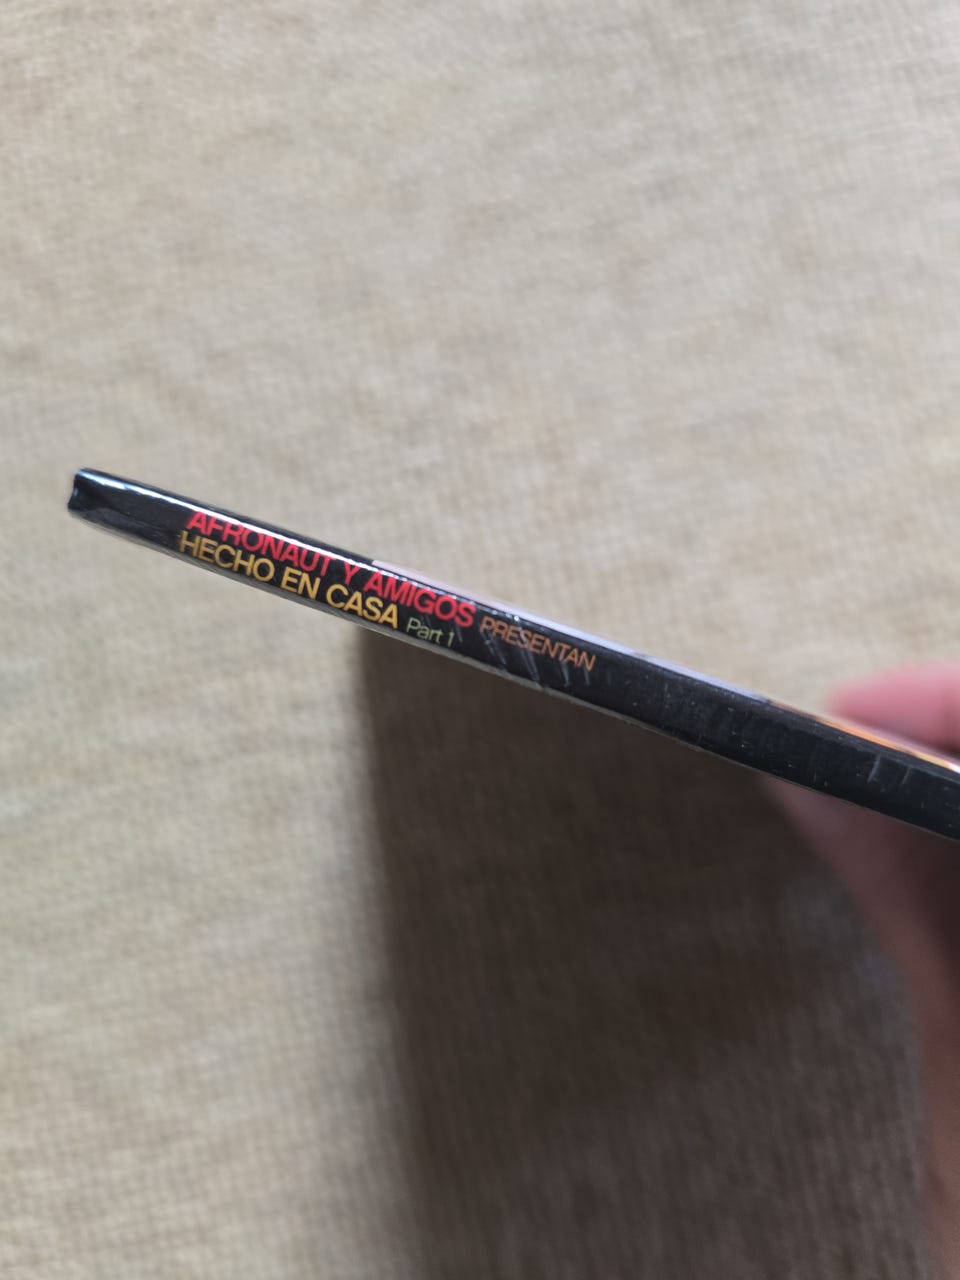 AFRONAUT Y AMIGOS PRESENTAN
HECHO EN CASA Part 1